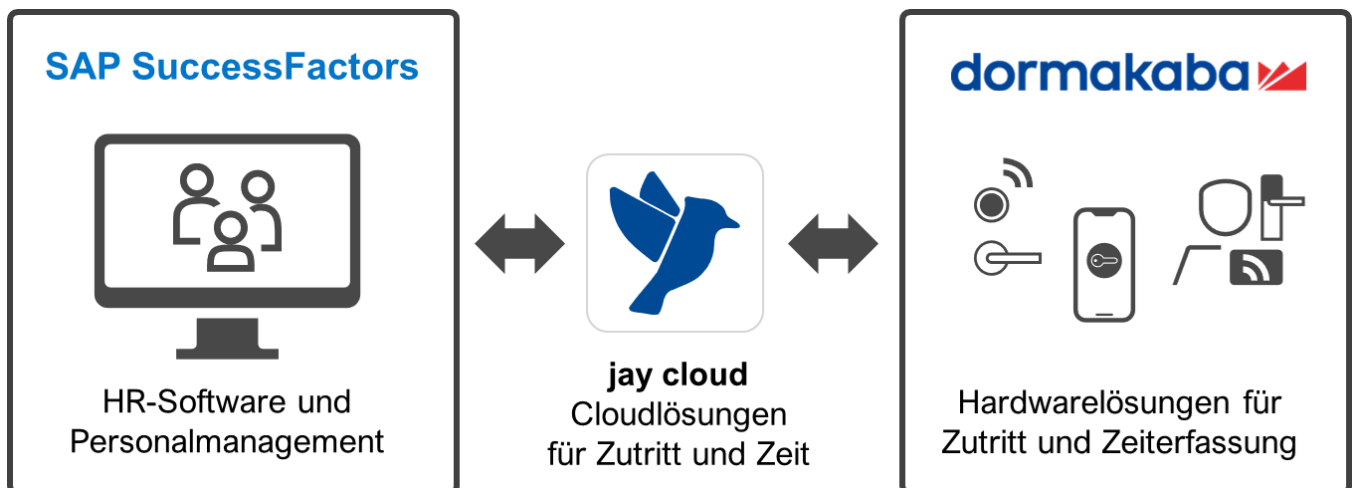 SAP SuccessFactors
HR-Software und
Personalmanagement
jay cloud
Cloudlösungen
für Zutritt und Zeit
dormakaba
Hardwarelösungen für
Zutritt und Zeiterfassung